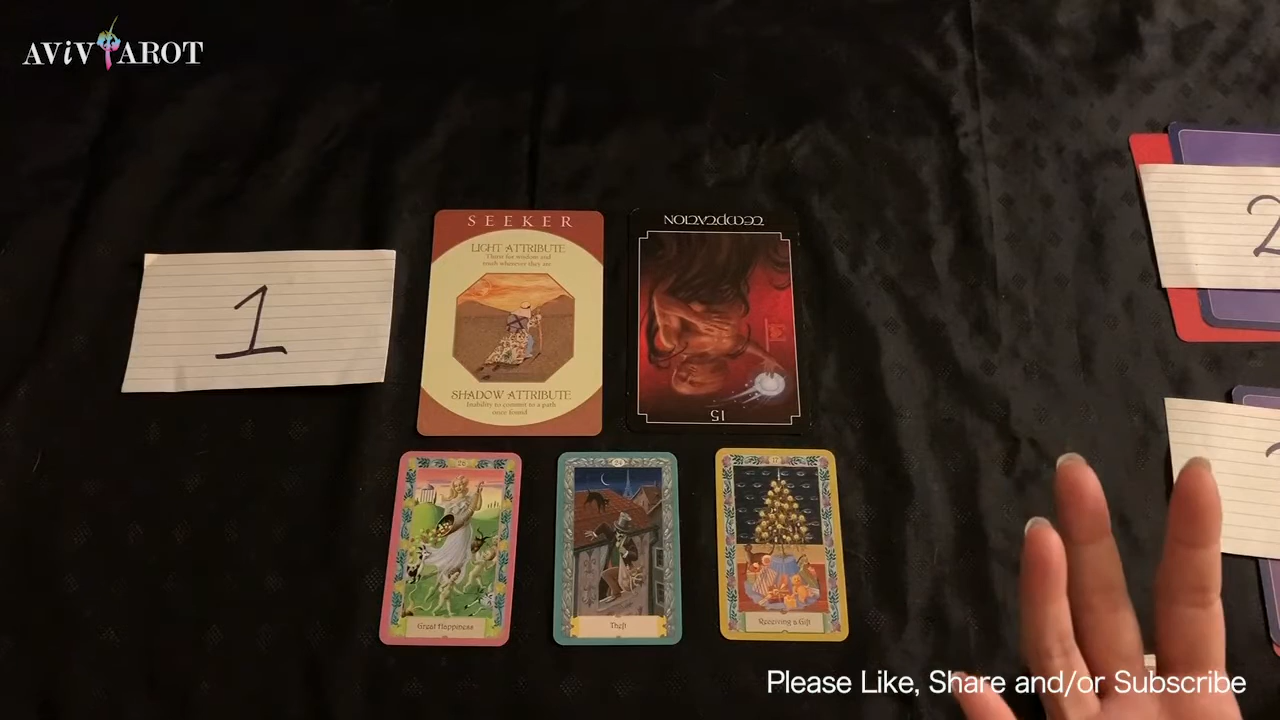 AViVTAROT
SEEKER
LIGHT ATTRIBUTE
Thirst for wisdom and
truth wherever they are
SHADOW ATTRIBUTE
Inability to commit to a path
once found
TEMPTACION
15
1
2
Great Happiness
Theft
Receiving a Gift
Please Like, Share and/or Subscribe